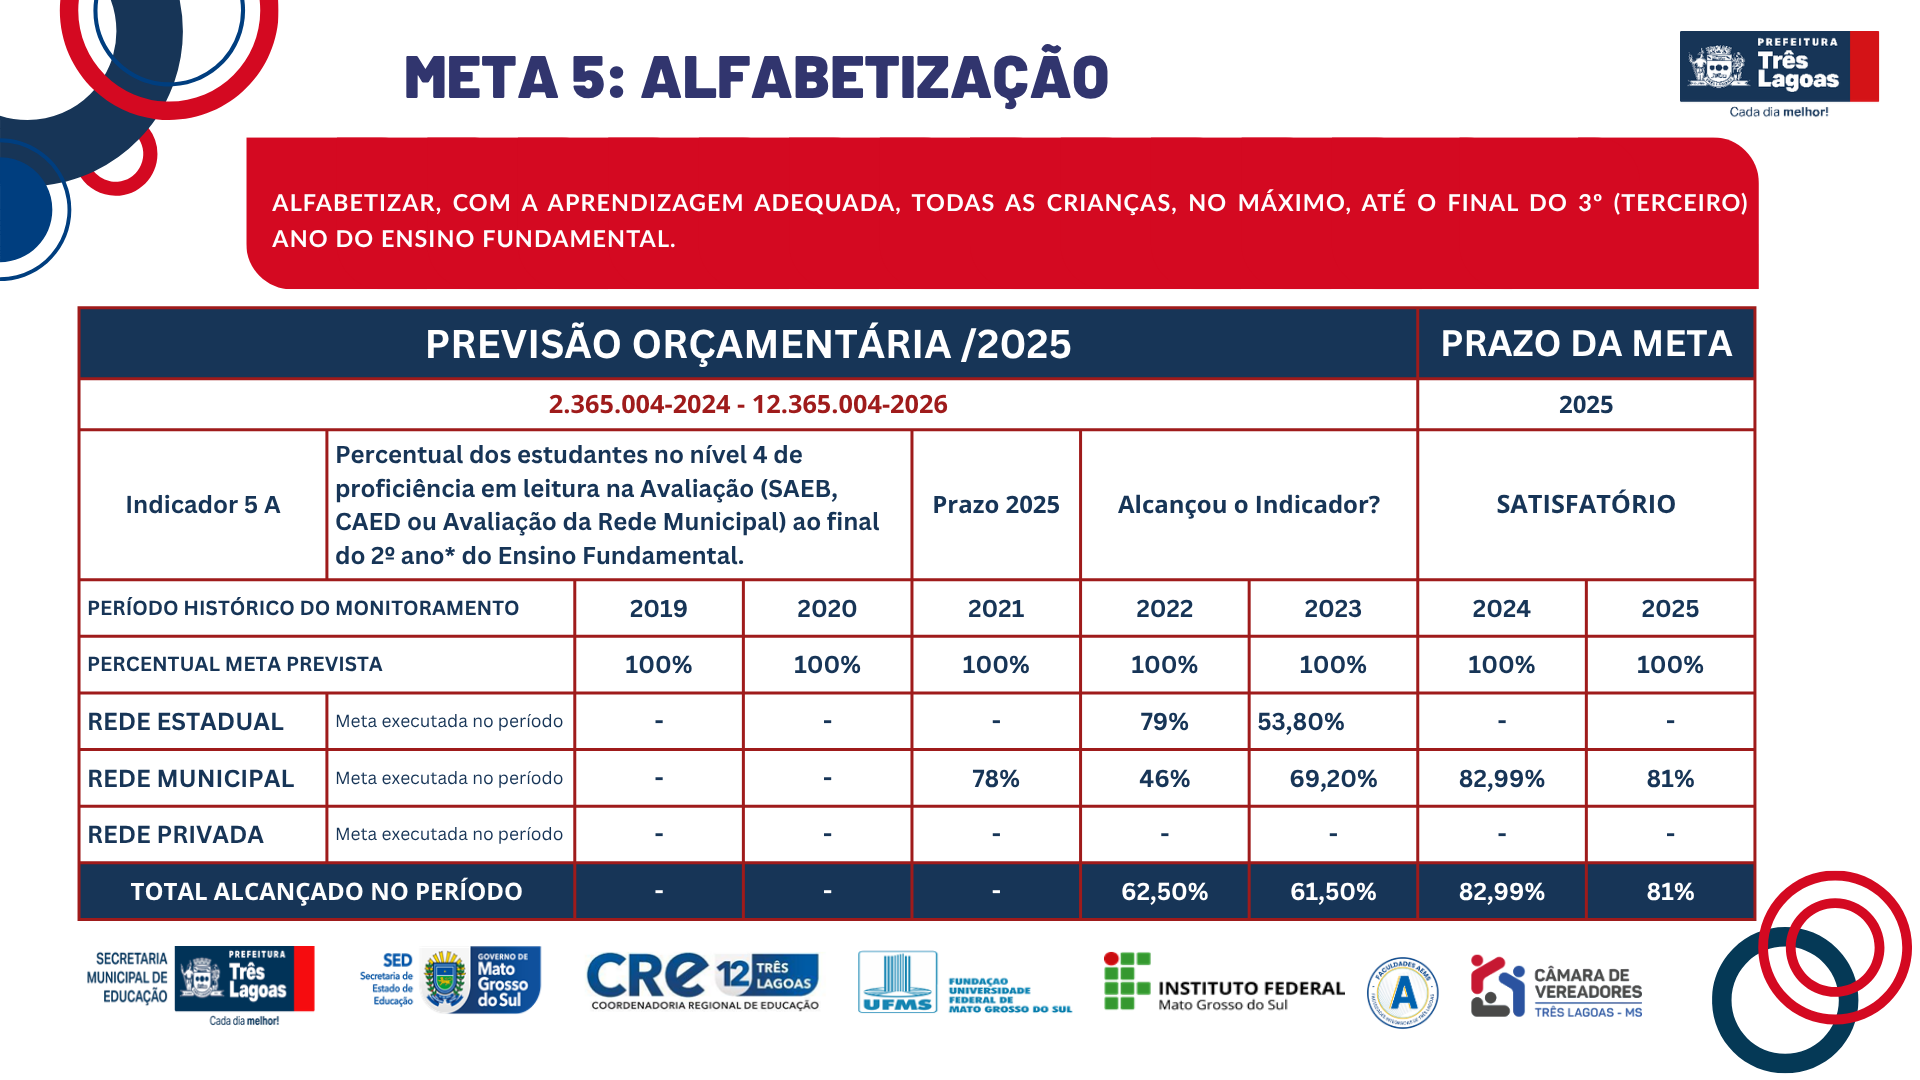 META 5: ALFABETIZAÇÃO
PREFEITURA
Três
Lagoas
Cada dia melhor!
ALFABETIZAR, COM A APRENDIZAGEM ADEQUADA, TODAS AS CRIANÇAS, NO MÁXIMO, ATÉ O FINAL DO 3º (TERCEIRO)
ANO DO ENSINO FUNDAMENTAL.
PREVISÃO ORÇAMENTÁRIA /2025 PRAZO DA META
2.365.004-2024 - 12.365.004-2026 2025
Indicador 5 A
Percentual dos estudantes no nível 4 de
proficiência em leitura na Avaliação (SAEB,
CAED ou Avaliação da Rede Municipal) ao final
do 2º ano* do Ensino Fundamental.
Prazo 2025
Alcançou o Indicador?
SATISFATÓRIO
PERÍODO HISTÓRICO DO MONITORAMENTO 2019 2020 2021 2022 2023 2024 2025
PERCENTUAL META PREVISTA 100% 100% 100% 100% 100% 100% 100%
REDE ESTADUAL Meta executada no período - - - 79% 53,80% - -
REDE MUNICIPAL Meta executada no período - - 78% 46% 69,20% 82,99% 81%
REDE PRIVADA Meta executada no período - - - - - - -
TOTAL ALCANÇADO NO PERÍODO - - - 62,50% 61,50% 82,99% 81%
SECRETARIA
MUNICIPAL DE
EDUCAÇÃO
PREFEITURA
Três
Lagoas
Cada dia melhor!
SED
Secretaria de
Estado de
Educação
GOVERNO DE
Mato
Grosso
do Sul
CRe 12 TRÊS
LAGOAS
COORDENADORIA REGIONAL DE EDUCAÇÃO
UFMS
FUNDAÇAO
UNIVERSIDADE
FEDERAL DE
MATO GROSSO DO SUL
INSTITUTO FEDERAL
Mato Grosso do Sul
FACULDADES AEMS
A
CÂMARA DE
VEREADORES
TRÊS LAGOAS - MS